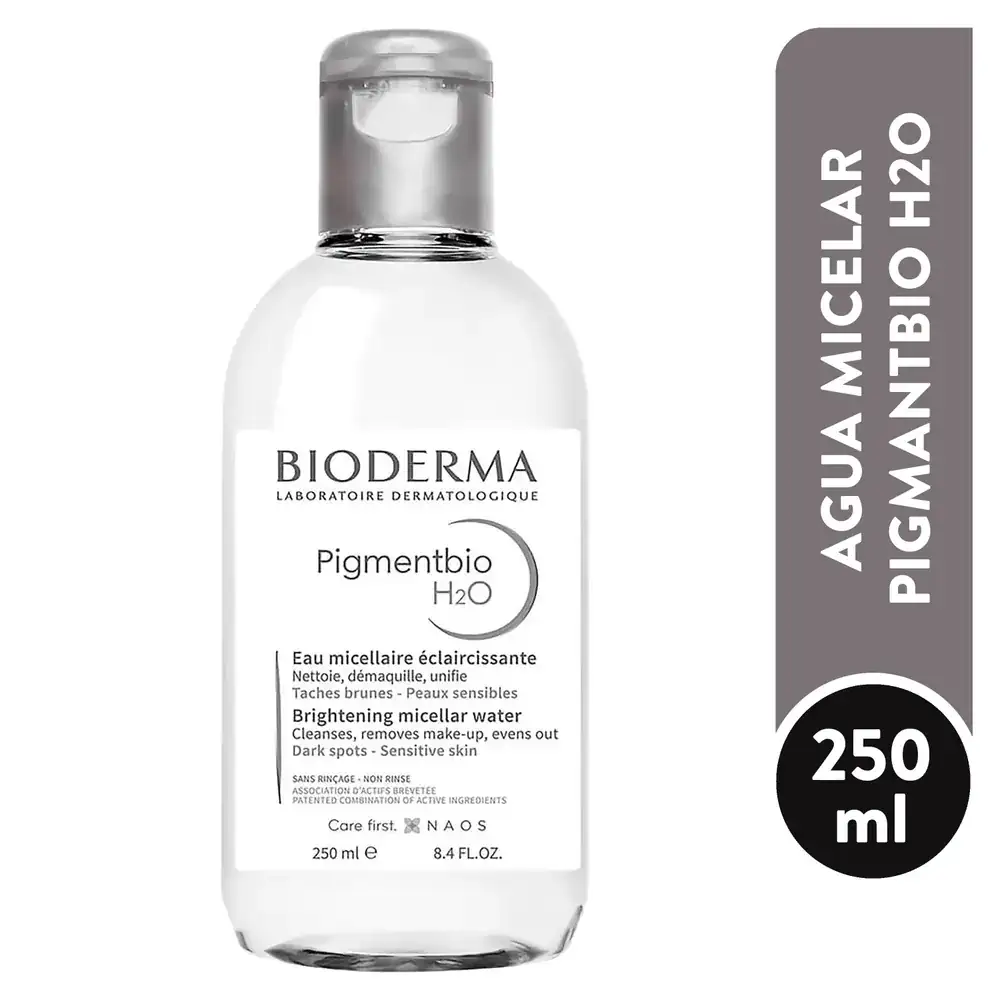 BIODERMA
LABORATOIRE DERMATOLOGIQUE
Pigmentbio
H2O
Eau micellaire éclaircissante
Nettoie, démaquille, unifie
Taches brunes - Peaux sensibles
Brightening micellar water
Cleanses, removes make-up, evens out
Dark spots - Sensitive skin
SANS RINÇAGE - NON RINSE
ASSOCIATION D'ACTIFS BREVETÉE
PATENTED COMBINATION OF ACTIVE INGREDIENTS
Care first. NAOS
250 ml ℮ 8.4 FL.OZ.
AGUA MICELAR
PIGMANTBIO H2O
250
ml